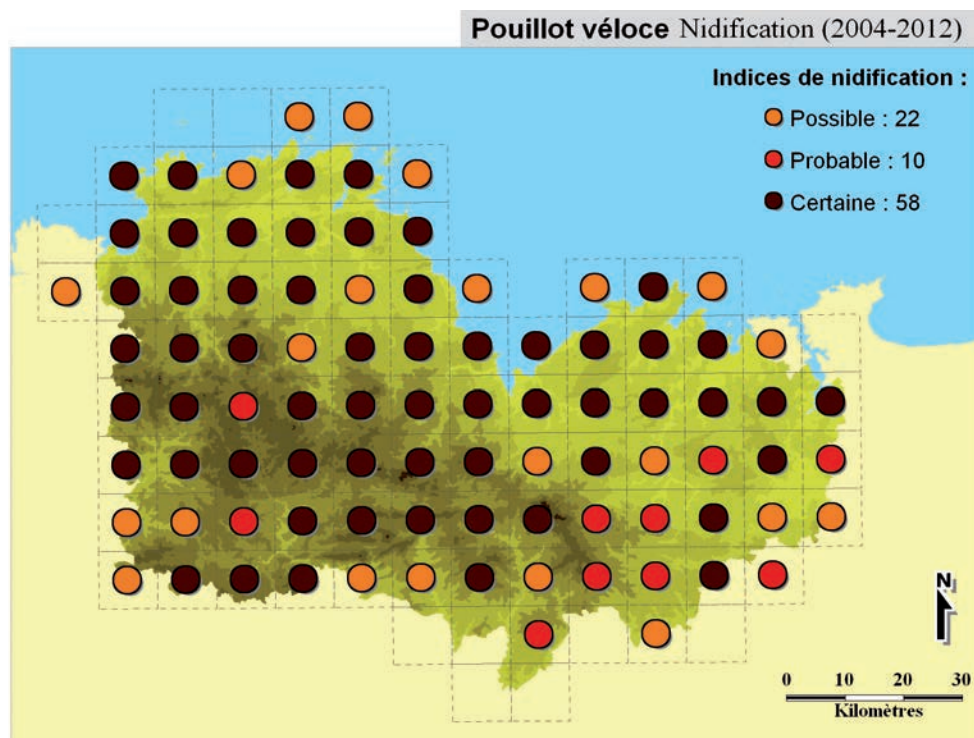 Pouillot véloce Nidification (2004-2012)
Indices de nidification :
Possible : 22
Probable : 10
Certaine : 58
N
0 10 20 30
Kilomètres